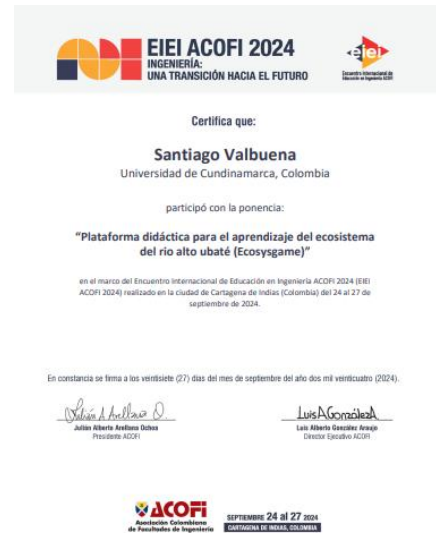 EIEI ACOFI 2024
INGENIERÍA:
UNA TRANSICIÓN HACIA EL FUTURO
eiei
Encuentro Internacional de
Educación en Ingeniería ACOFI
Certifica que:
Santiago Valbuena
Universidad de Cundinamarca, Colombia
participó con la ponencia:
"Plataforma didáctica para el aprendizaje del ecosistema
del rio alto ubaté (Ecosysgame)"
en el marco del Encuentro Internacional de Educación en Ingeniería ACOFI 2024 (EIEI
ACOFI 2024) realizado en la ciudad de Cartagena de Indias (Colombia) del 24 al 27 de
septiembre de 2024.
En constancia se firma a los veintisiete (27) días del mes de septiembre del año dos mil veinticuatro (2024).
Julián A Arellano O.
LuisAGonzálezA
Julián Alberto Arellana Ochoa
Presidente ACOFI
Luis Alberto González Araujo
Director Ejecutivo ACOFI
ACOFI
Asociación Colombiana
de Facultades de Ingeniería
SEPTIEMBRE 24 al 27 2024
CARTAGENA DE INDIAS, COLOMBIA